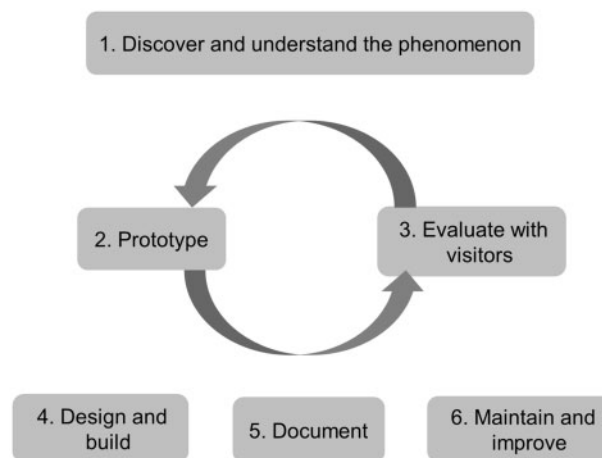 1. Discover and understand the phenomenon
2. Prototype
3. Evaluate with
visitors
4. Design and
build
5. Document
6. Maintain and
improve